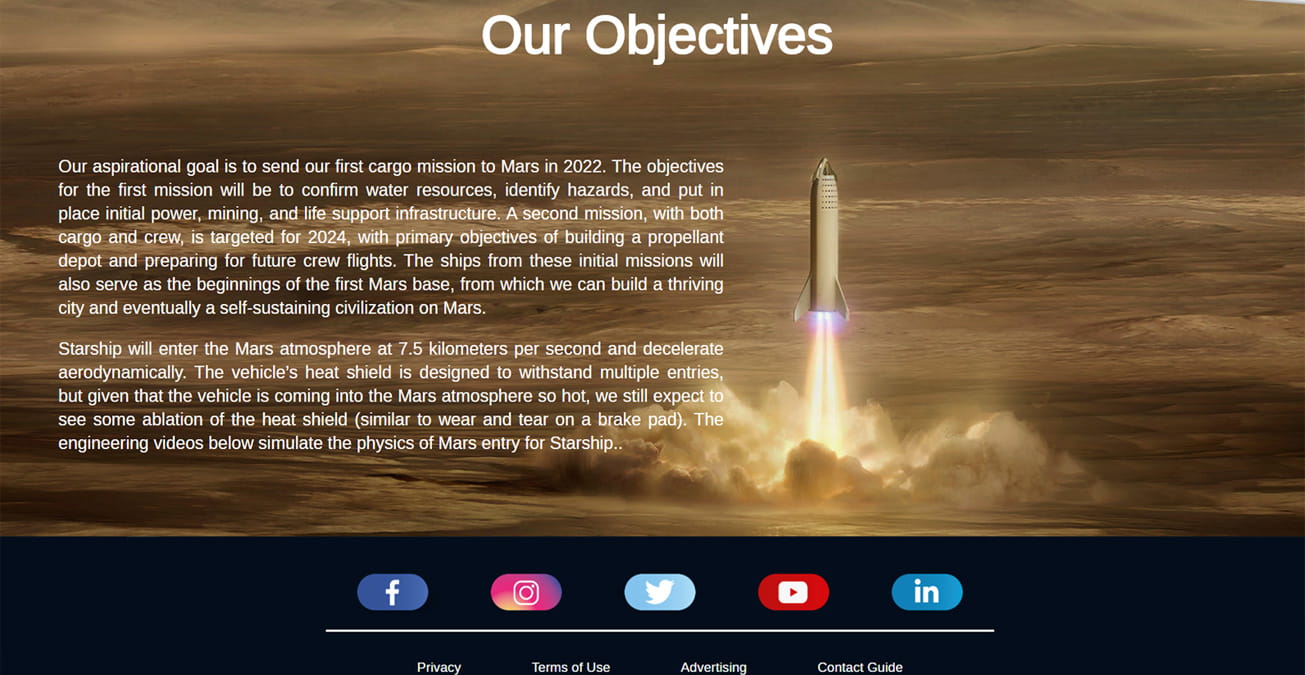 Our Objectives
Our aspirational goal is to send our first cargo mission to Mars in 2022. The objectives
for the first mission will be to confirm water resources, identify hazards, and put in
place initial power, mining, and life support infrastructure. A second mission, with both
cargo and crew, is targeted for 2024, with primary objectives of building a propellant
depot and preparing for future crew flights. The ships from these initial missions will
also serve as the beginnings of the first Mars base, from which we can build a thriving
city and eventually a self-sustaining civilization on Mars.
Starship will enter the Mars atmosphere at 7.5 kilometers per second and decelerate
aerodynamically. The vehicle’s heat shield is designed to withstand multiple entries,
but given that the vehicle is coming into the Mars atmosphere so hot, we still expect to
see some ablation of the heat shield (similar to wear and tear on a brake pad). The
engineering videos below simulate the physics of Mars entry for Starship..
Privacy Terms of Use Advertising Contact Guide